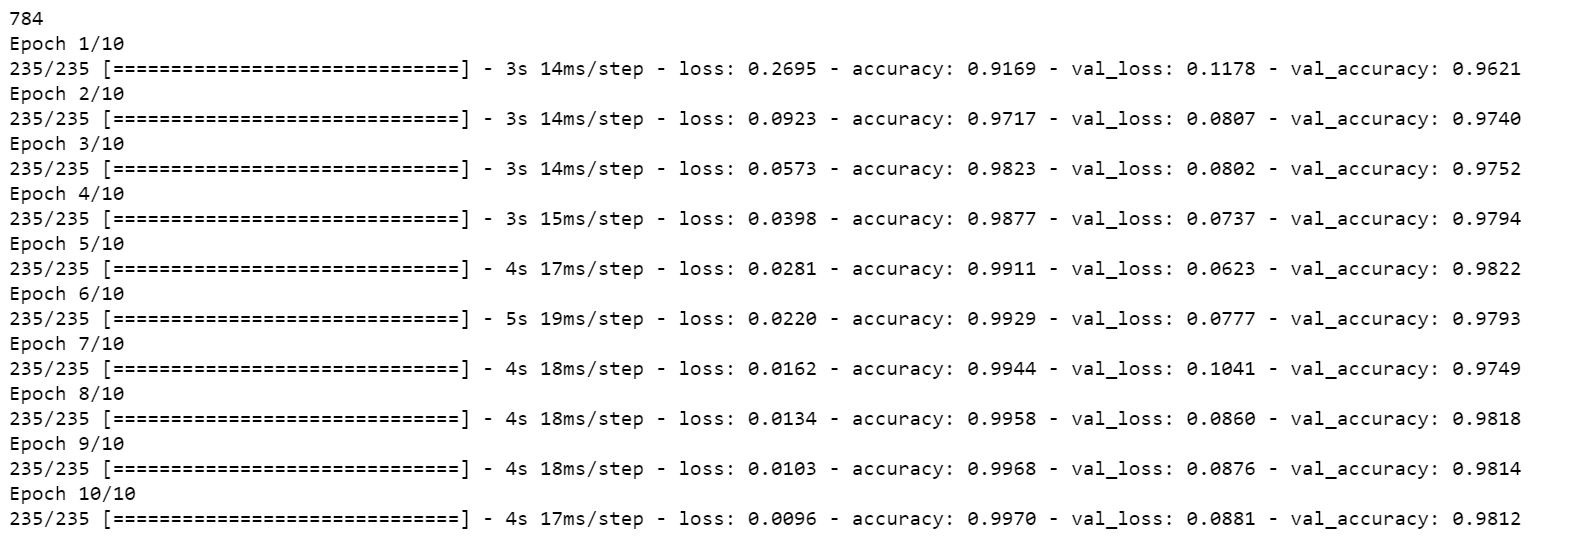 784
Epoch 1/10
235/235 [==============================] - 3s 14ms/step - loss: 0.2695 - accuracy: 0.9169 - val_loss: 0.1178 - val_accuracy: 0.9621
Epoch 2/10
235/235 [==============================] - 3s 14ms/step - loss: 0.0923 - accuracy: 0.9717 - val_loss: 0.0807 - val_accuracy: 0.9740
Epoch 3/10
235/235 [==============================] - 3s 14ms/step - loss: 0.0573 - accuracy: 0.9823 - val_loss: 0.0802 - val_accuracy: 0.9752
Epoch 4/10
235/235 [==============================] - 3s 15ms/step - loss: 0.0398 - accuracy: 0.9877 - val_loss: 0.0737 - val_accuracy: 0.9794
Epoch 5/10
235/235 [==============================] - 4s 17ms/step - loss: 0.0281 - accuracy: 0.9911 - val_loss: 0.0623 - val_accuracy: 0.9822
Epoch 6/10
235/235 [==============================] - 5s 19ms/step - loss: 0.0220 - accuracy: 0.9929 - val_loss: 0.0777 - val_accuracy: 0.9793
Epoch 7/10
235/235 [==============================] - 4s 18ms/step - loss: 0.0162 - accuracy: 0.9944 - val_loss: 0.1041 - val_accuracy: 0.9749
Epoch 8/10
235/235 [==============================] - 4s 18ms/step - loss: 0.0134 - accuracy: 0.9958 - val_loss: 0.0860 - val_accuracy: 0.9818
Epoch 9/10
235/235 [==============================] - 4s 18ms/step - loss: 0.0103 - accuracy: 0.9968 - val_loss: 0.0876 - val_accuracy: 0.9814
Epoch 10/10
235/235 [==============================] - 4s 17ms/step - loss: 0.0096 - accuracy: 0.9970 - val_loss: 0.0881 - val_accuracy: 0.9812